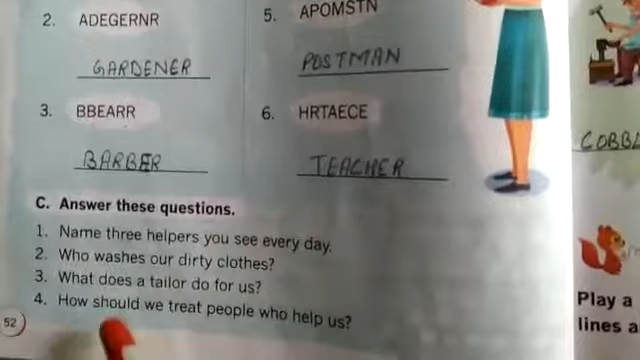 2. ADEGERNR
GARDENER
3. BBEARR
BARBER
5. APOMSTN
POSTMAN
6. HRTAECE
TEACHER
C. Answer these questions.
1. Name three helpers you see every day.
2. Who washes our dirty clothes?
3. What does a tailor do for us?
4. How should we treat people who help us?
52
COBBL
Play a
lines a